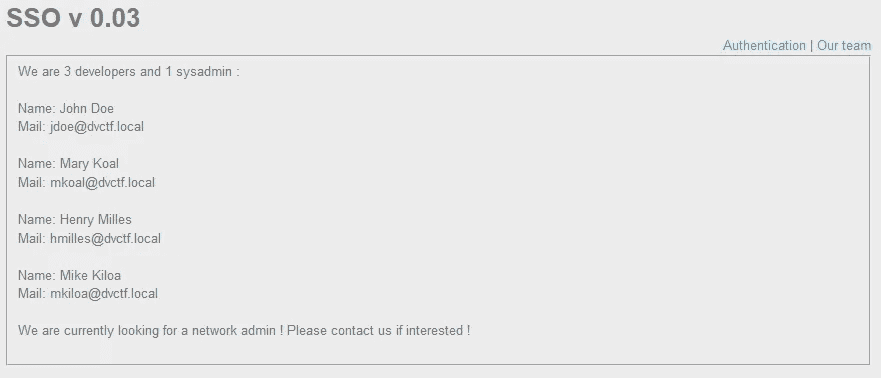 SSO v 0.03
Authentication | Our team
We are 3 developers and 1 sysadmin :
Name: John Doe
Mail: jdoe@dvctf.local
Name: Mary Koal
Mail: mkoal@dvctf.local
Name: Henry Milles
Mail: hmilles@dvctf.local
Name: Mike Kiloa
Mail: mkiloa@dvctf.local
We are currently looking for a network admin ! Please contact us if interested !